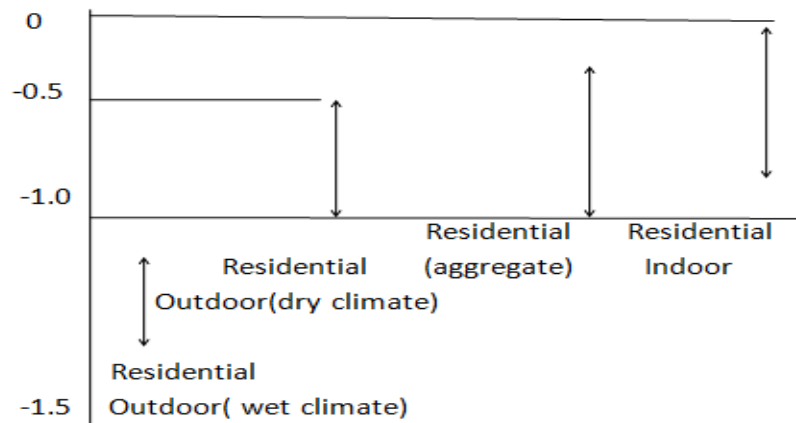 0
-0.5
-1.0
Residential
(aggregate)
Residential
Indoor
Residential
Outdoor(dry climate)
Residential
Outdoor( wet climate)
-1.5